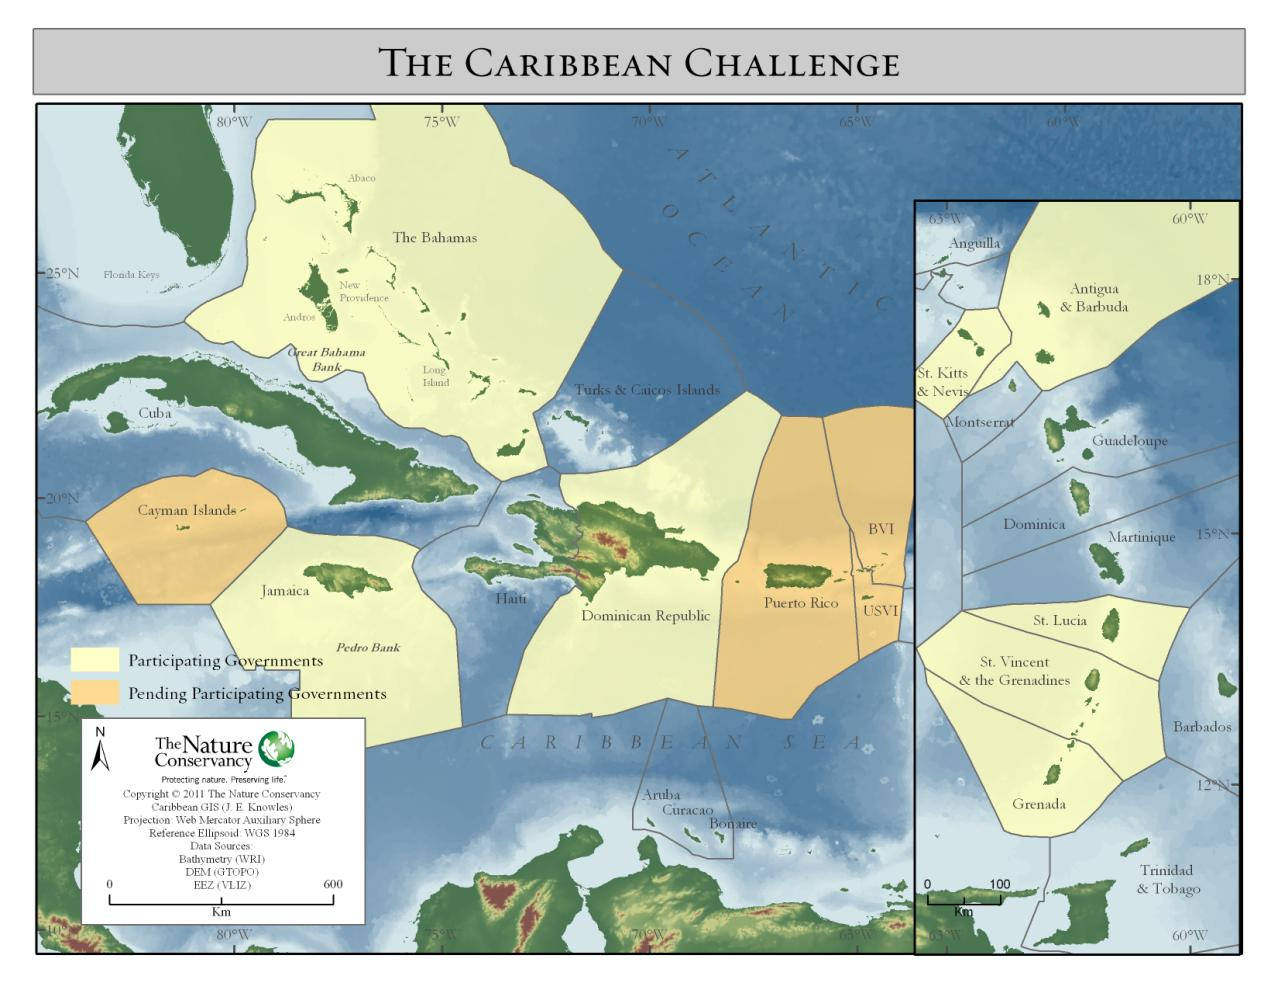 THE CARIBBEAN CHALLENGE
80°W
75°W
70°W
65°W
60°W
ATLANTIC
OCEAN
Abaco
The Bahamas
25°N
Florida Keys
New
Providence
Andros
Great Bahama
Bank
Long
Island
Turks & Caicos Islands
Cuba
20°N
Cayman Islands
BVI
Jamaica
Haiti
Puerto Rico
USVI
Dominican Republic
Pedro Bank
Participating Governments
Pending Participating Governments
15°N
CARIBBEAN SEA
N
The Nature
Conservancy
Protecting nature. Preserving life.™
Copyright © 2011 The Nature Conservancy
Caribbean GIS (J. E. Knowles)
Projection: Web Mercator Auxiliary Sphere
Reference Ellipsoid: WGS 1984
Data Sources:
Bathymetry (WRI)
DEM (GTOPO)
EEZ (VLIZ)
0 600
Km
Aruba
Curacao
Bonaire
10°
80°W
75°W
70°W
65°W
63°W
60°W
Anguilla
18°N
Antigua
& Barbuda
St. Kitts
& Nevis
Montserrat
Guadeloupe
Dominica
Martinique
15°N
St. Lucia
St. Vincent
& the Grenadines
Barbados
12°N
Grenada
Trinidad
& Tobago
0 100
Km
63°W
60°W